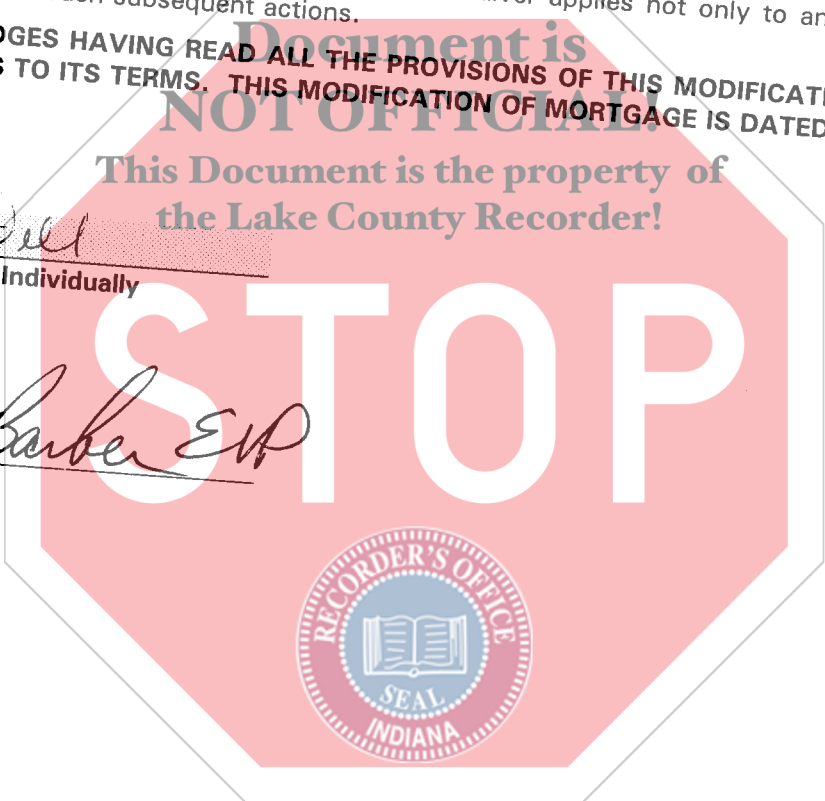 subsequent actions. applies not only to an
GES HAVING READ ALL THE PROVISIONS OF THIS MODIFICATI
TO ITS TERMS. THIS MODIFICATION OF MORTGAGE IS DATED
Document is
NOT OFFICIAL!
This Document is the property of
the Lake County Recorder!
Individually
STOP
Barber EVP
RECORDER'S OFFICE
SEAL
INDIANA